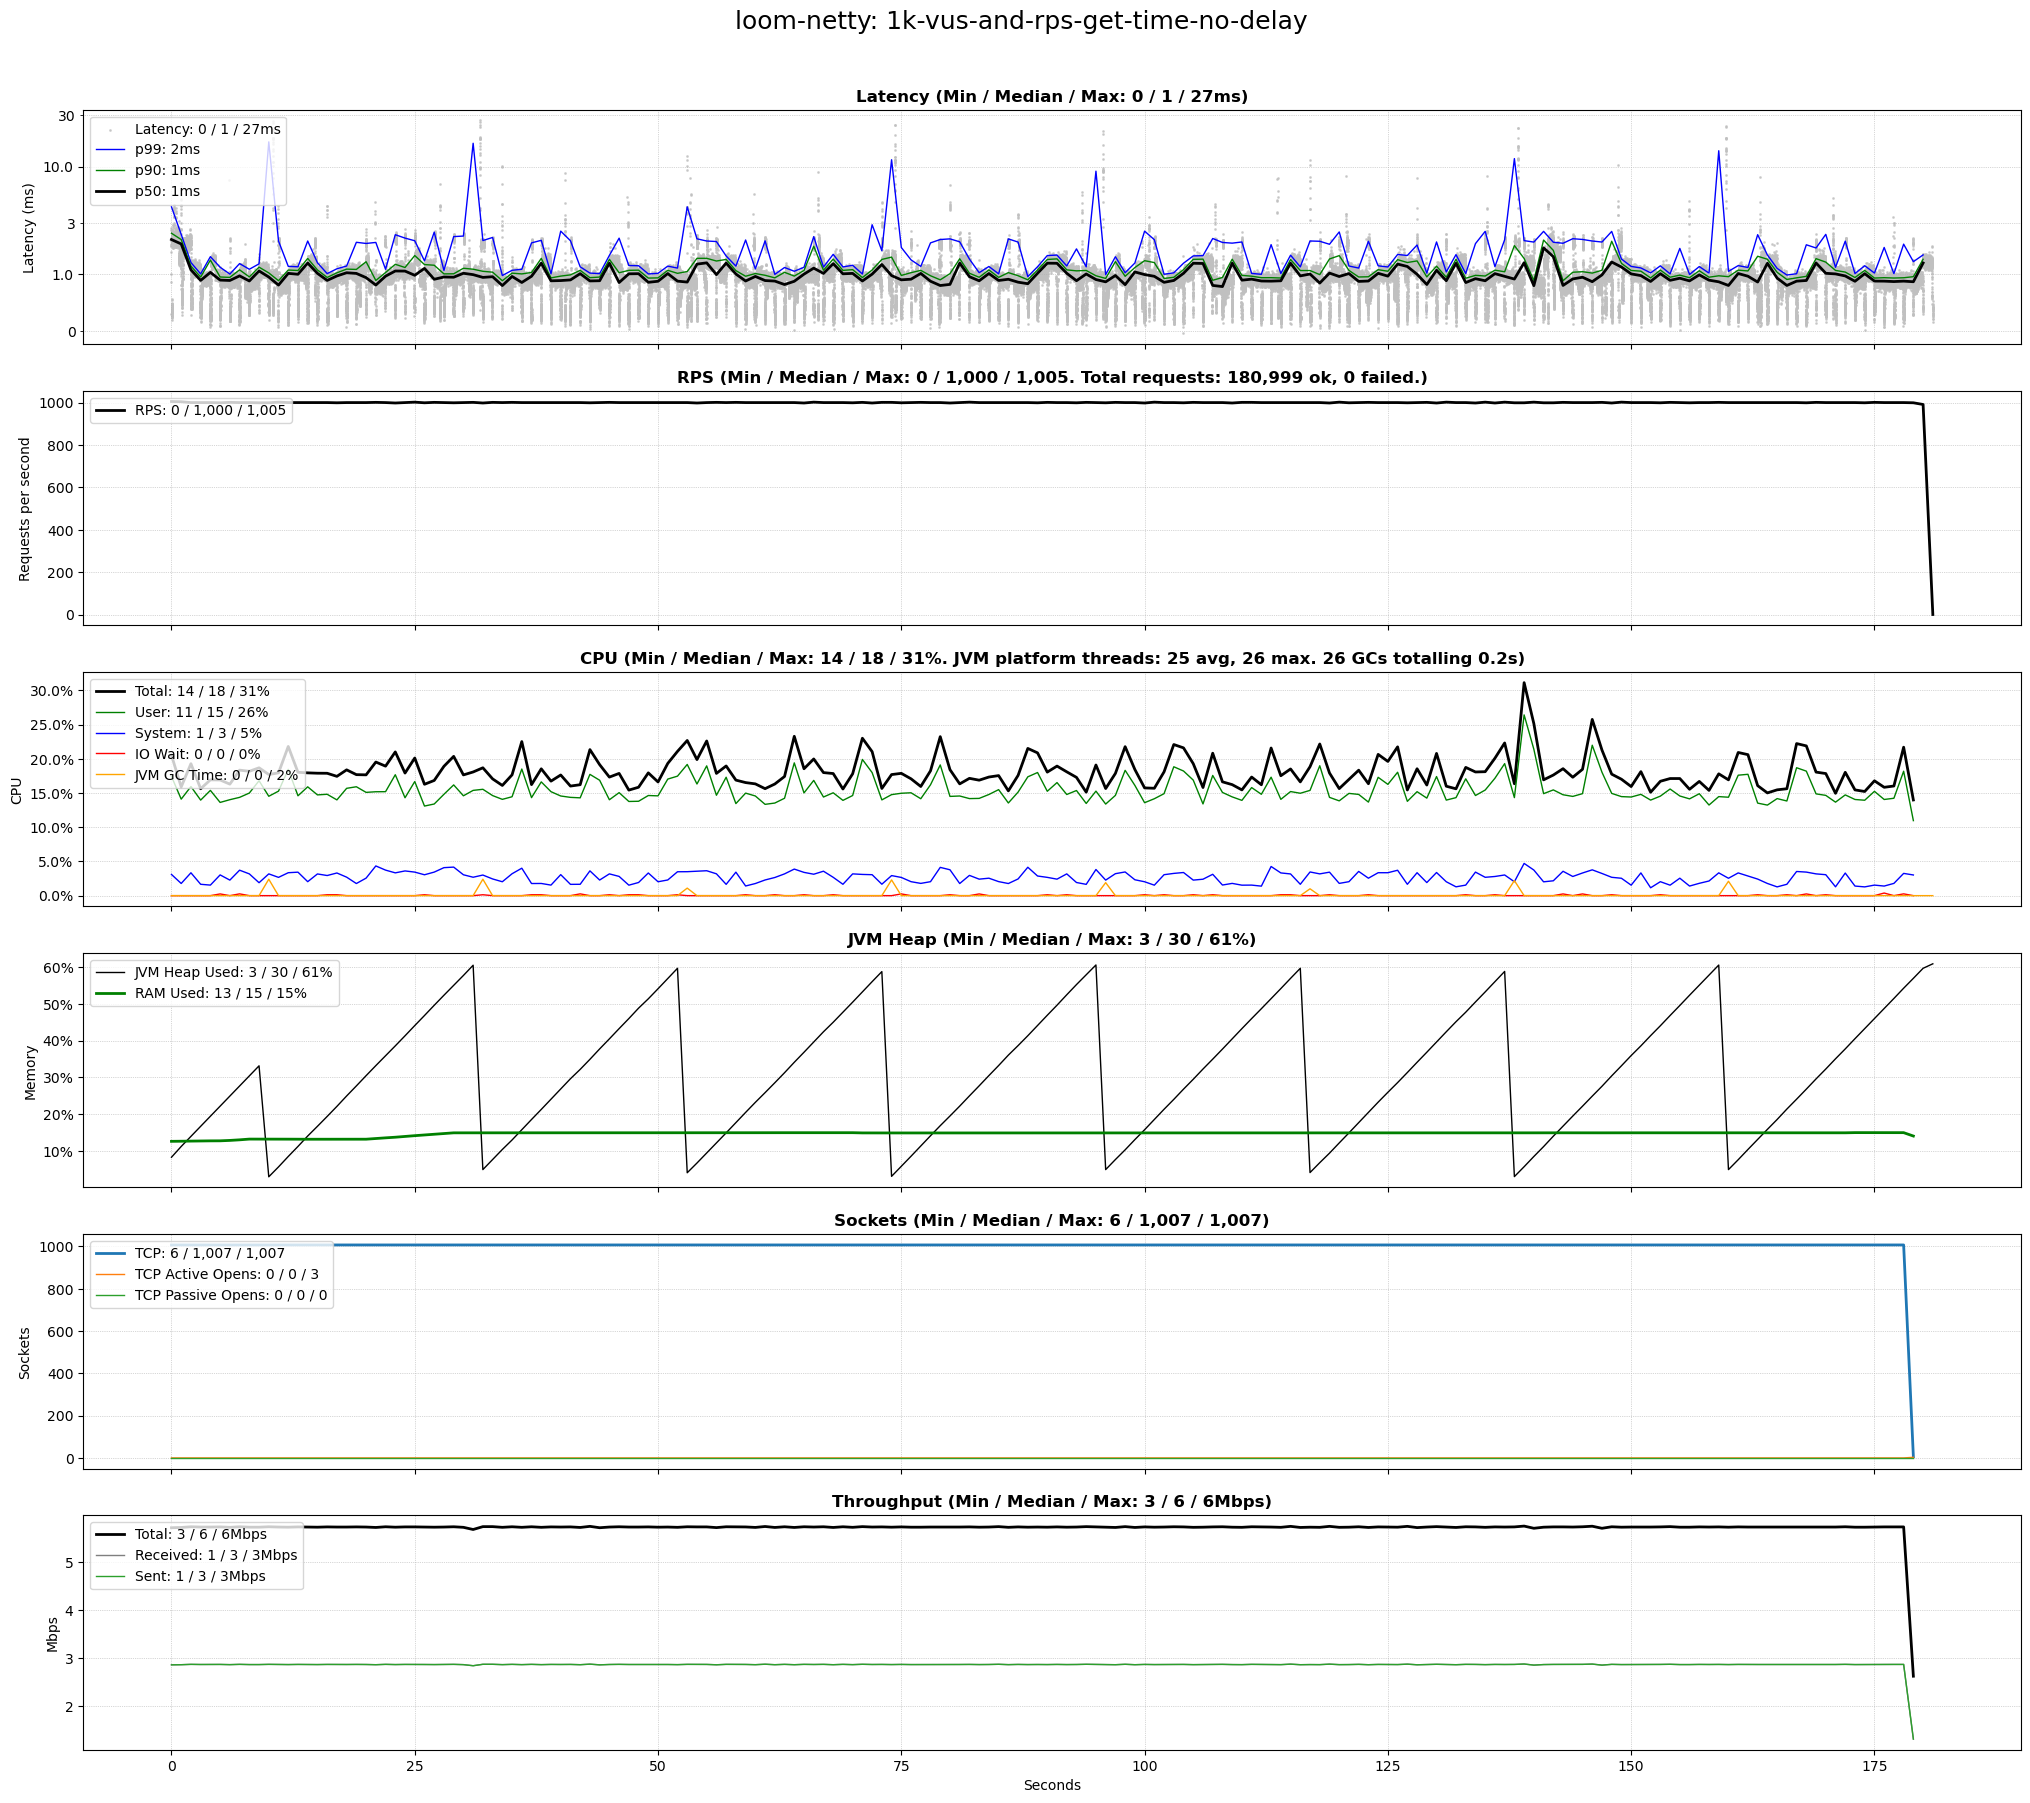 loom-netty: 1k-vus-and-rps-get-time-no-delay
Latency (Min / Median / Max: 0 / 1 / 27ms)
Latency (ms)
30
10.0
3
1.0
0
Latency: 0 / 1 / 27ms
p99: 2ms
p90: 1ms
p50: 1ms
RPS (Min / Median / Max: 0 / 1,000 / 1,005. Total requests: 180,999 ok, 0 failed.)
Requests per second
1000
800
600
400
200
0
RPS: 0 / 1,000 / 1,005
CPU (Min / Median / Max: 14 / 18 / 31%. JVM platform threads: 25 avg, 26 max. 26 GCs totalling 0.2s)
CPU
30.0%
25.0%
20.0%
15.0%
10.0%
5.0%
0.0%
Total: 14 / 18 / 31%
User: 11 / 15 / 26%
System: 1 / 3 / 5%
IO Wait: 0 / 0 / 0%
JVM GC Time: 0 / 0 / 2%
JVM Heap (Min / Median / Max: 3 / 30 / 61%)
Memory
60%
50%
40%
30%
20%
10%
JVM Heap Used: 3 / 30 / 61%
RAM Used: 13 / 15 / 15%
Sockets (Min / Median / Max: 6 / 1,007 / 1,007)
Sockets
1000
800
600
400
200
0
TCP: 6 / 1,007 / 1,007
TCP Active Opens: 0 / 0 / 3
TCP Passive Opens: 0 / 0 / 0
Throughput (Min / Median / Max: 3 / 6 / 6Mbps)
Mbps
5
4
3
2
Total: 3 / 6 / 6Mbps
Received: 1 / 3 / 3Mbps
Sent: 1 / 3 / 3Mbps
0 25 50 75 100 125 150 175
Seconds